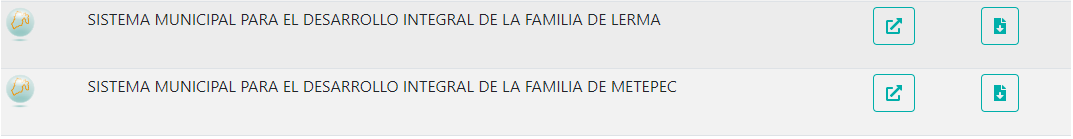 SISTEMA MUNICIPAL PARA EL DESARROLLO INTEGRAL DE LA FAMILIA DE LERMA
SISTEMA MUNICIPAL PARA EL DESARROLLO INTEGRAL DE LA FAMILIA DE METEPEC